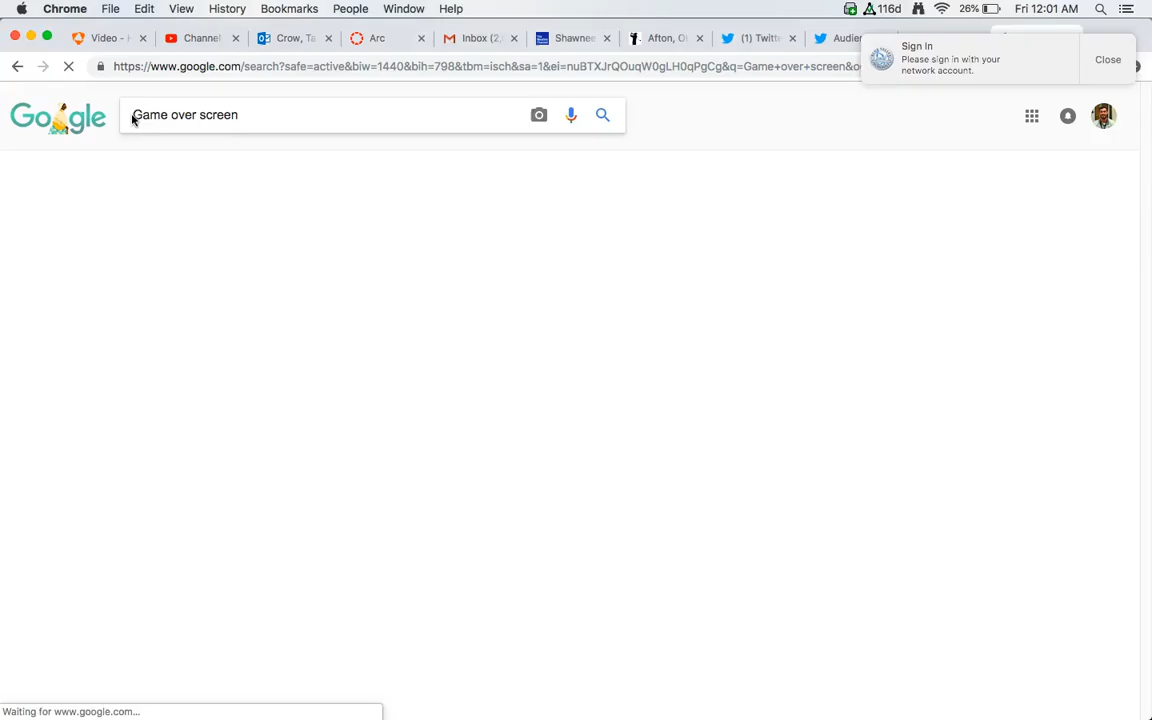 Chrome File Edit View History Bookmarks People Window Help 116d 26% Fri 12:01 AM
Video - H Channel Crow, Ta Arc Inbox (2, Shawnee Afton, O (1) Twitt Audien
Sign In
Please sign in with your
network account.
Close
https://www.google.com/search?safe=active&biw=1440&bih=798&tbm=isch&sa=1&ei=nuBTXJrQOuqW0gLH0qPgCg&q=Game+over+screen&o
Google
Game over screen
Waiting for www.google.com...